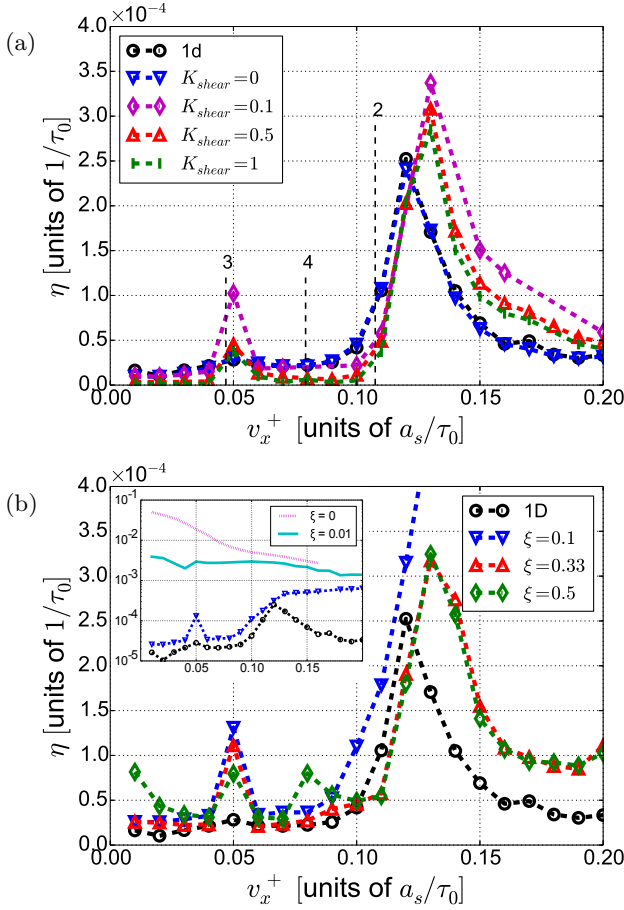 (a)
×10⁻⁴
4.0
3.5
3.0
2.5
2.0
1.5
1.0
0.5
0.0
η [units of 1/τ₀]
1d
K_shear=0
K_shear=0.1
K_shear=0.5
K_shear=1
2
3
4
0.00 0.05 0.10 0.15 0.20
vₓ⁺ [units of aₛ/τ₀]
(b)
×10⁻⁴
4.0
3.5
3.0
2.5
2.0
1.5
1.0
0.5
0.0
η [units of 1/τ₀]
10⁻¹
10⁻²
10⁻³
10⁻⁴
10⁻⁵
0.05 0.10 0.15
ξ = 0
ξ = 0.01
1D
ξ=0.1
ξ=0.33
ξ=0.5
0.00 0.05 0.10 0.15 0.20
vₓ⁺ [units of aₛ/τ₀]